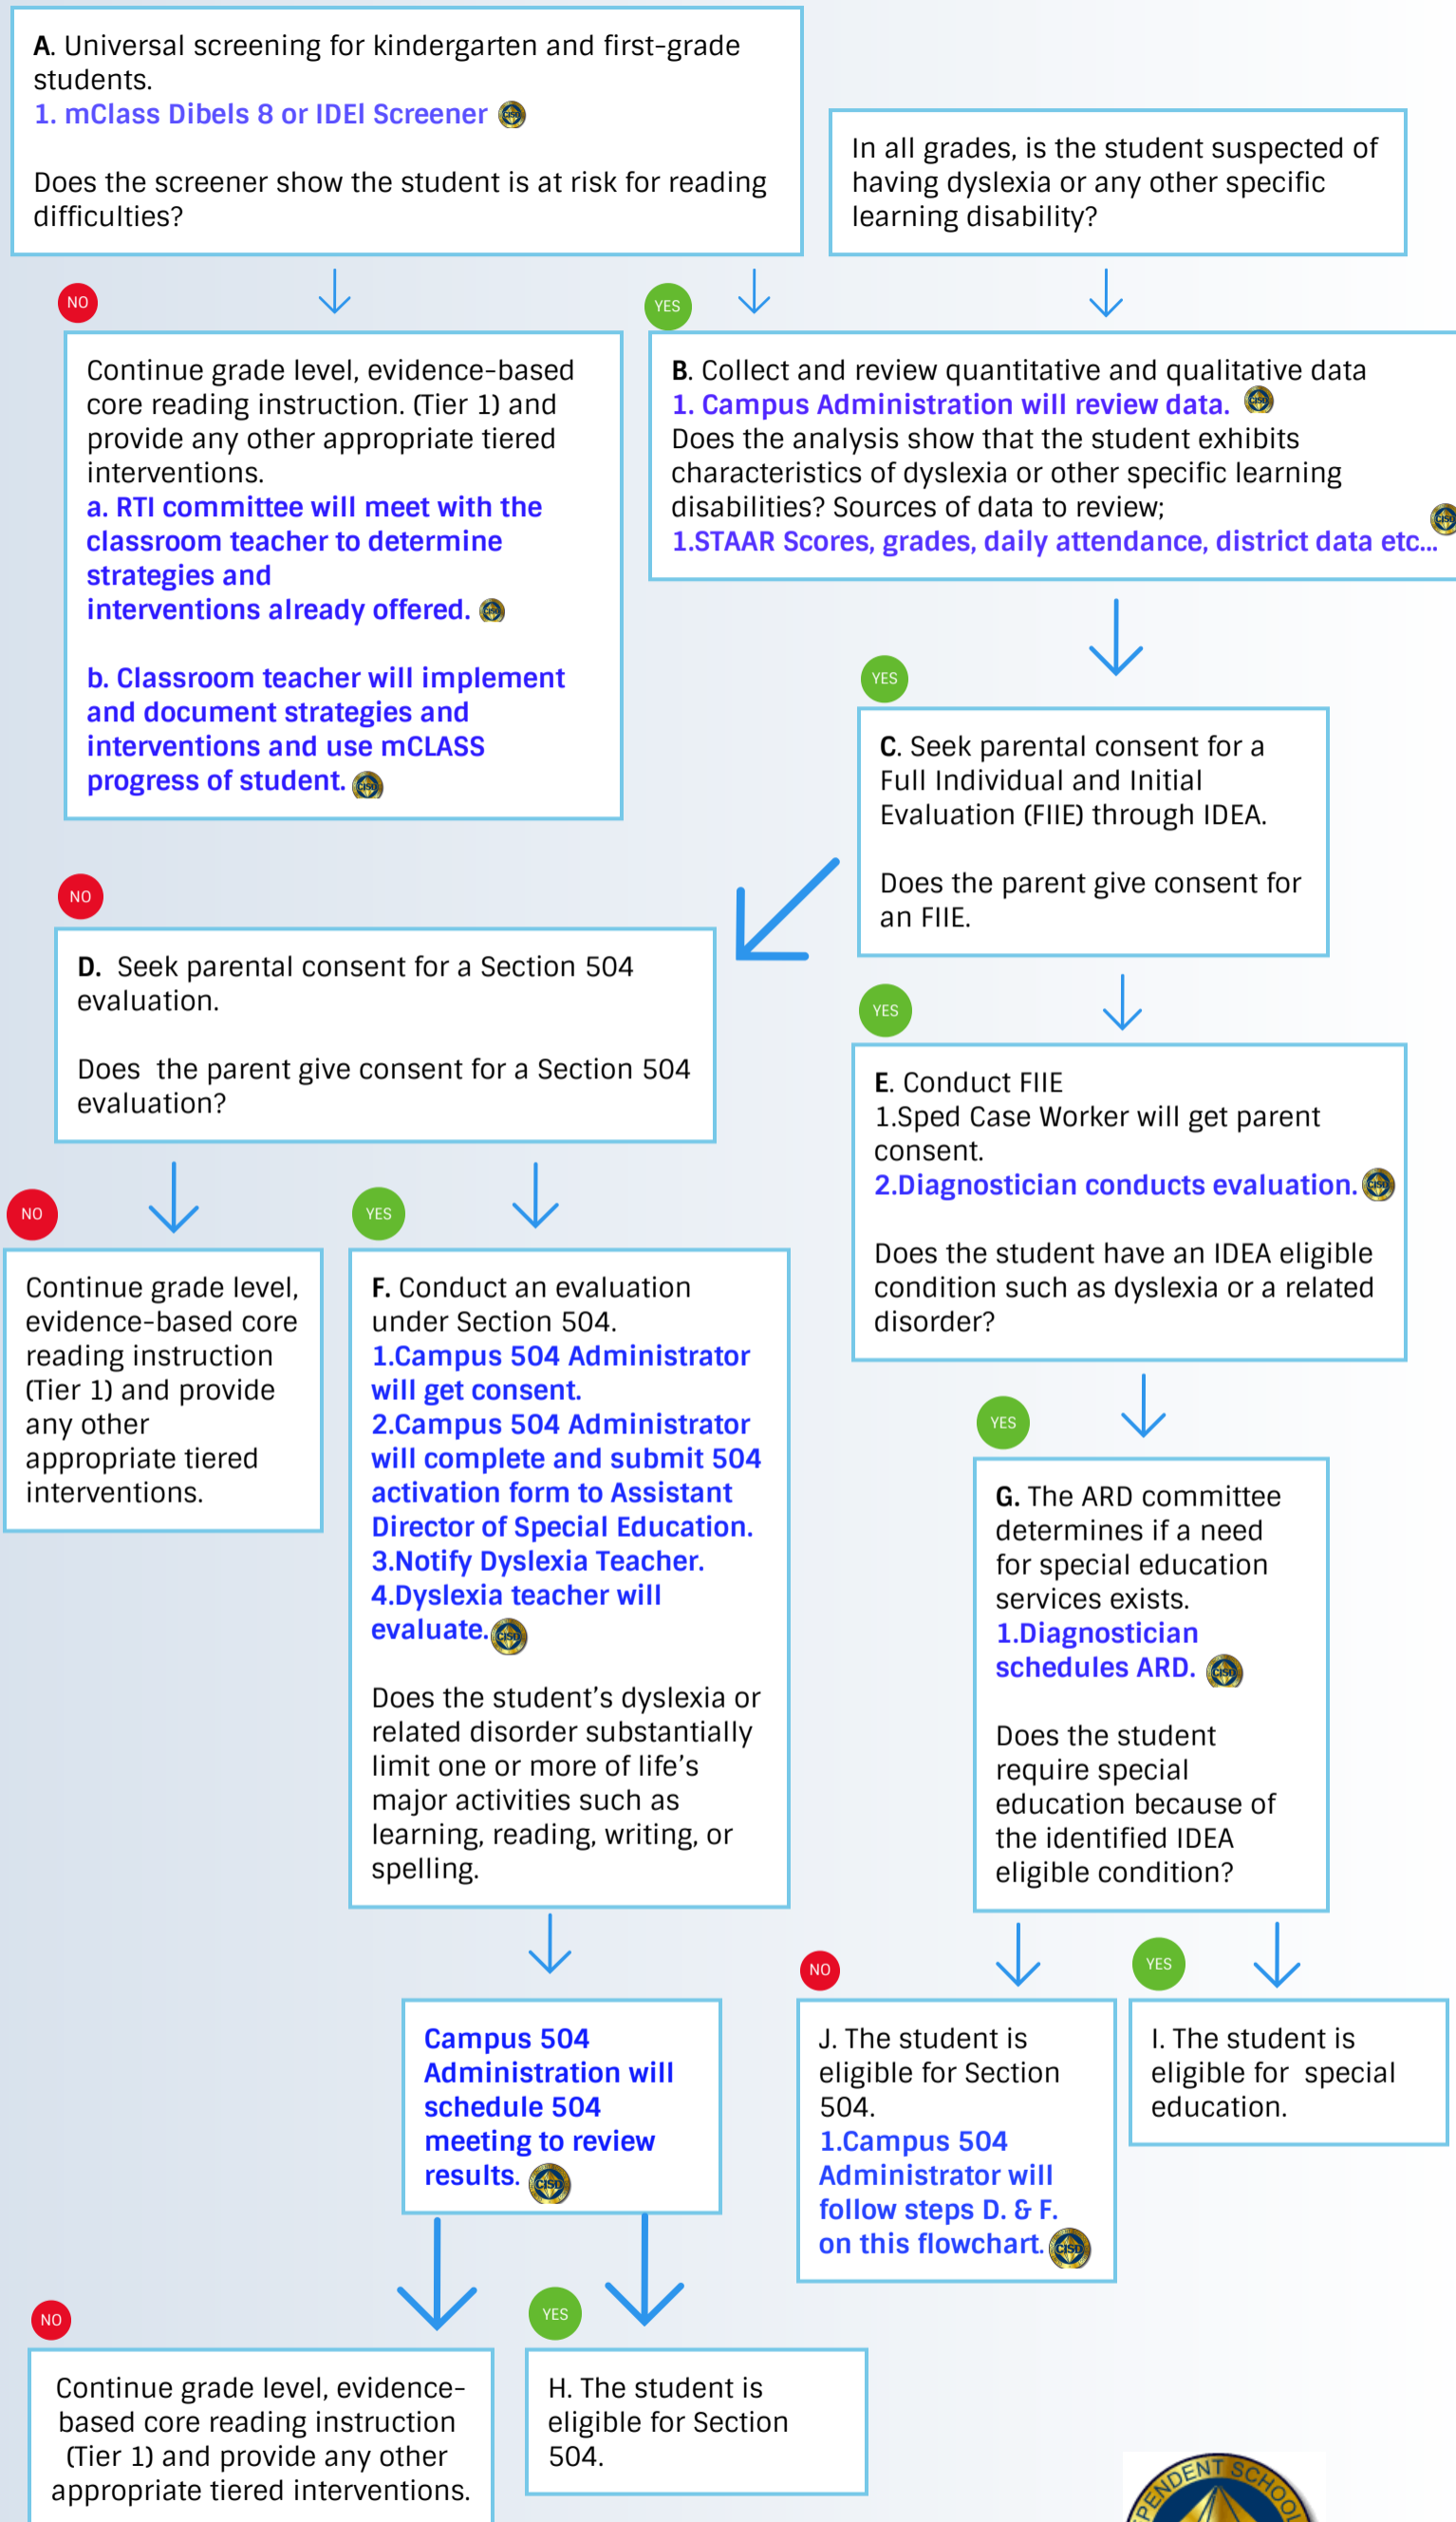 A. Universal screening for kindergarten and first-grade
students.
1. mClass Dibels 8 or IDEl Screener
Does the screener show the student is at risk for reading
difficulties?
In all grades, is the student suspected of
having dyslexia or any other specific
learning disability?
NO
Continue grade level, evidence-based
core reading instruction. (Tier 1) and
provide any other appropriate tiered
interventions.
a. RTI committee will meet with the
classroom teacher to determine
strategies and
interventions already offered.
b. Classroom teacher will implement
and document strategies and
interventions and use mCLASS
progress of student.
YES
B. Collect and review quantitative and qualitative data
1. Campus Administration will review data.
Does the analysis show that the student exhibits
characteristics of dyslexia or other specific learning
disabilities? Sources of data to review;
1.STAAR Scores, grades, daily attendance, district data etc...
YES
C. Seek parental consent for a
Full Individual and Initial
Evaluation (FIIE) through IDEA.
Does the parent give consent for
an FIIE.
NO
D. Seek parental consent for a Section 504
evaluation.
Does the parent give consent for a Section 504
evaluation?
YES
E. Conduct FIIE
1.Sped Case Worker will get parent
consent.
2.Diagnostician conducts evaluation.
Does the student have an IDEA eligible
condition such as dyslexia or a related
disorder?
NO
Continue grade level,
evidence-based core
reading instruction
(Tier 1) and provide
any other
appropriate tiered
interventions.
YES
F. Conduct an evaluation
under Section 504.
1.Campus 504 Administrator
will get consent.
2.Campus 504 Administrator
will complete and submit 504
activation form to Assistant
Director of Special Education.
3.Notify Dyslexia Teacher.
4.Dyslexia teacher will
evaluate.
CISD
Does the student's dyslexia or
related disorder substantially
limit one or more of life's
major activities such as
learning, reading, writing, or
spelling.
YES
G. The ARD committee
determines if a need
for special education
services exists.
1.Diagnostician
schedules ARD.
CISD
Does the student
require special
education because of
the identified IDEA
eligible condition?
Campus 504
Administration will
schedule 504
meeting to review
results.
CISD
NO
J. The student is
eligible for Section
504.
1.Campus 504
Administrator will
follow steps D. & F.
on this flowchart.
CISD
YES
I. The student is
eligible for special
education.
NO
Continue grade level, evidence-
based core reading instruction
(Tier 1) and provide any other
appropriate tiered interventions.
YES
H. The student is
eligible for Section
504.
PENDENT SCHOOL